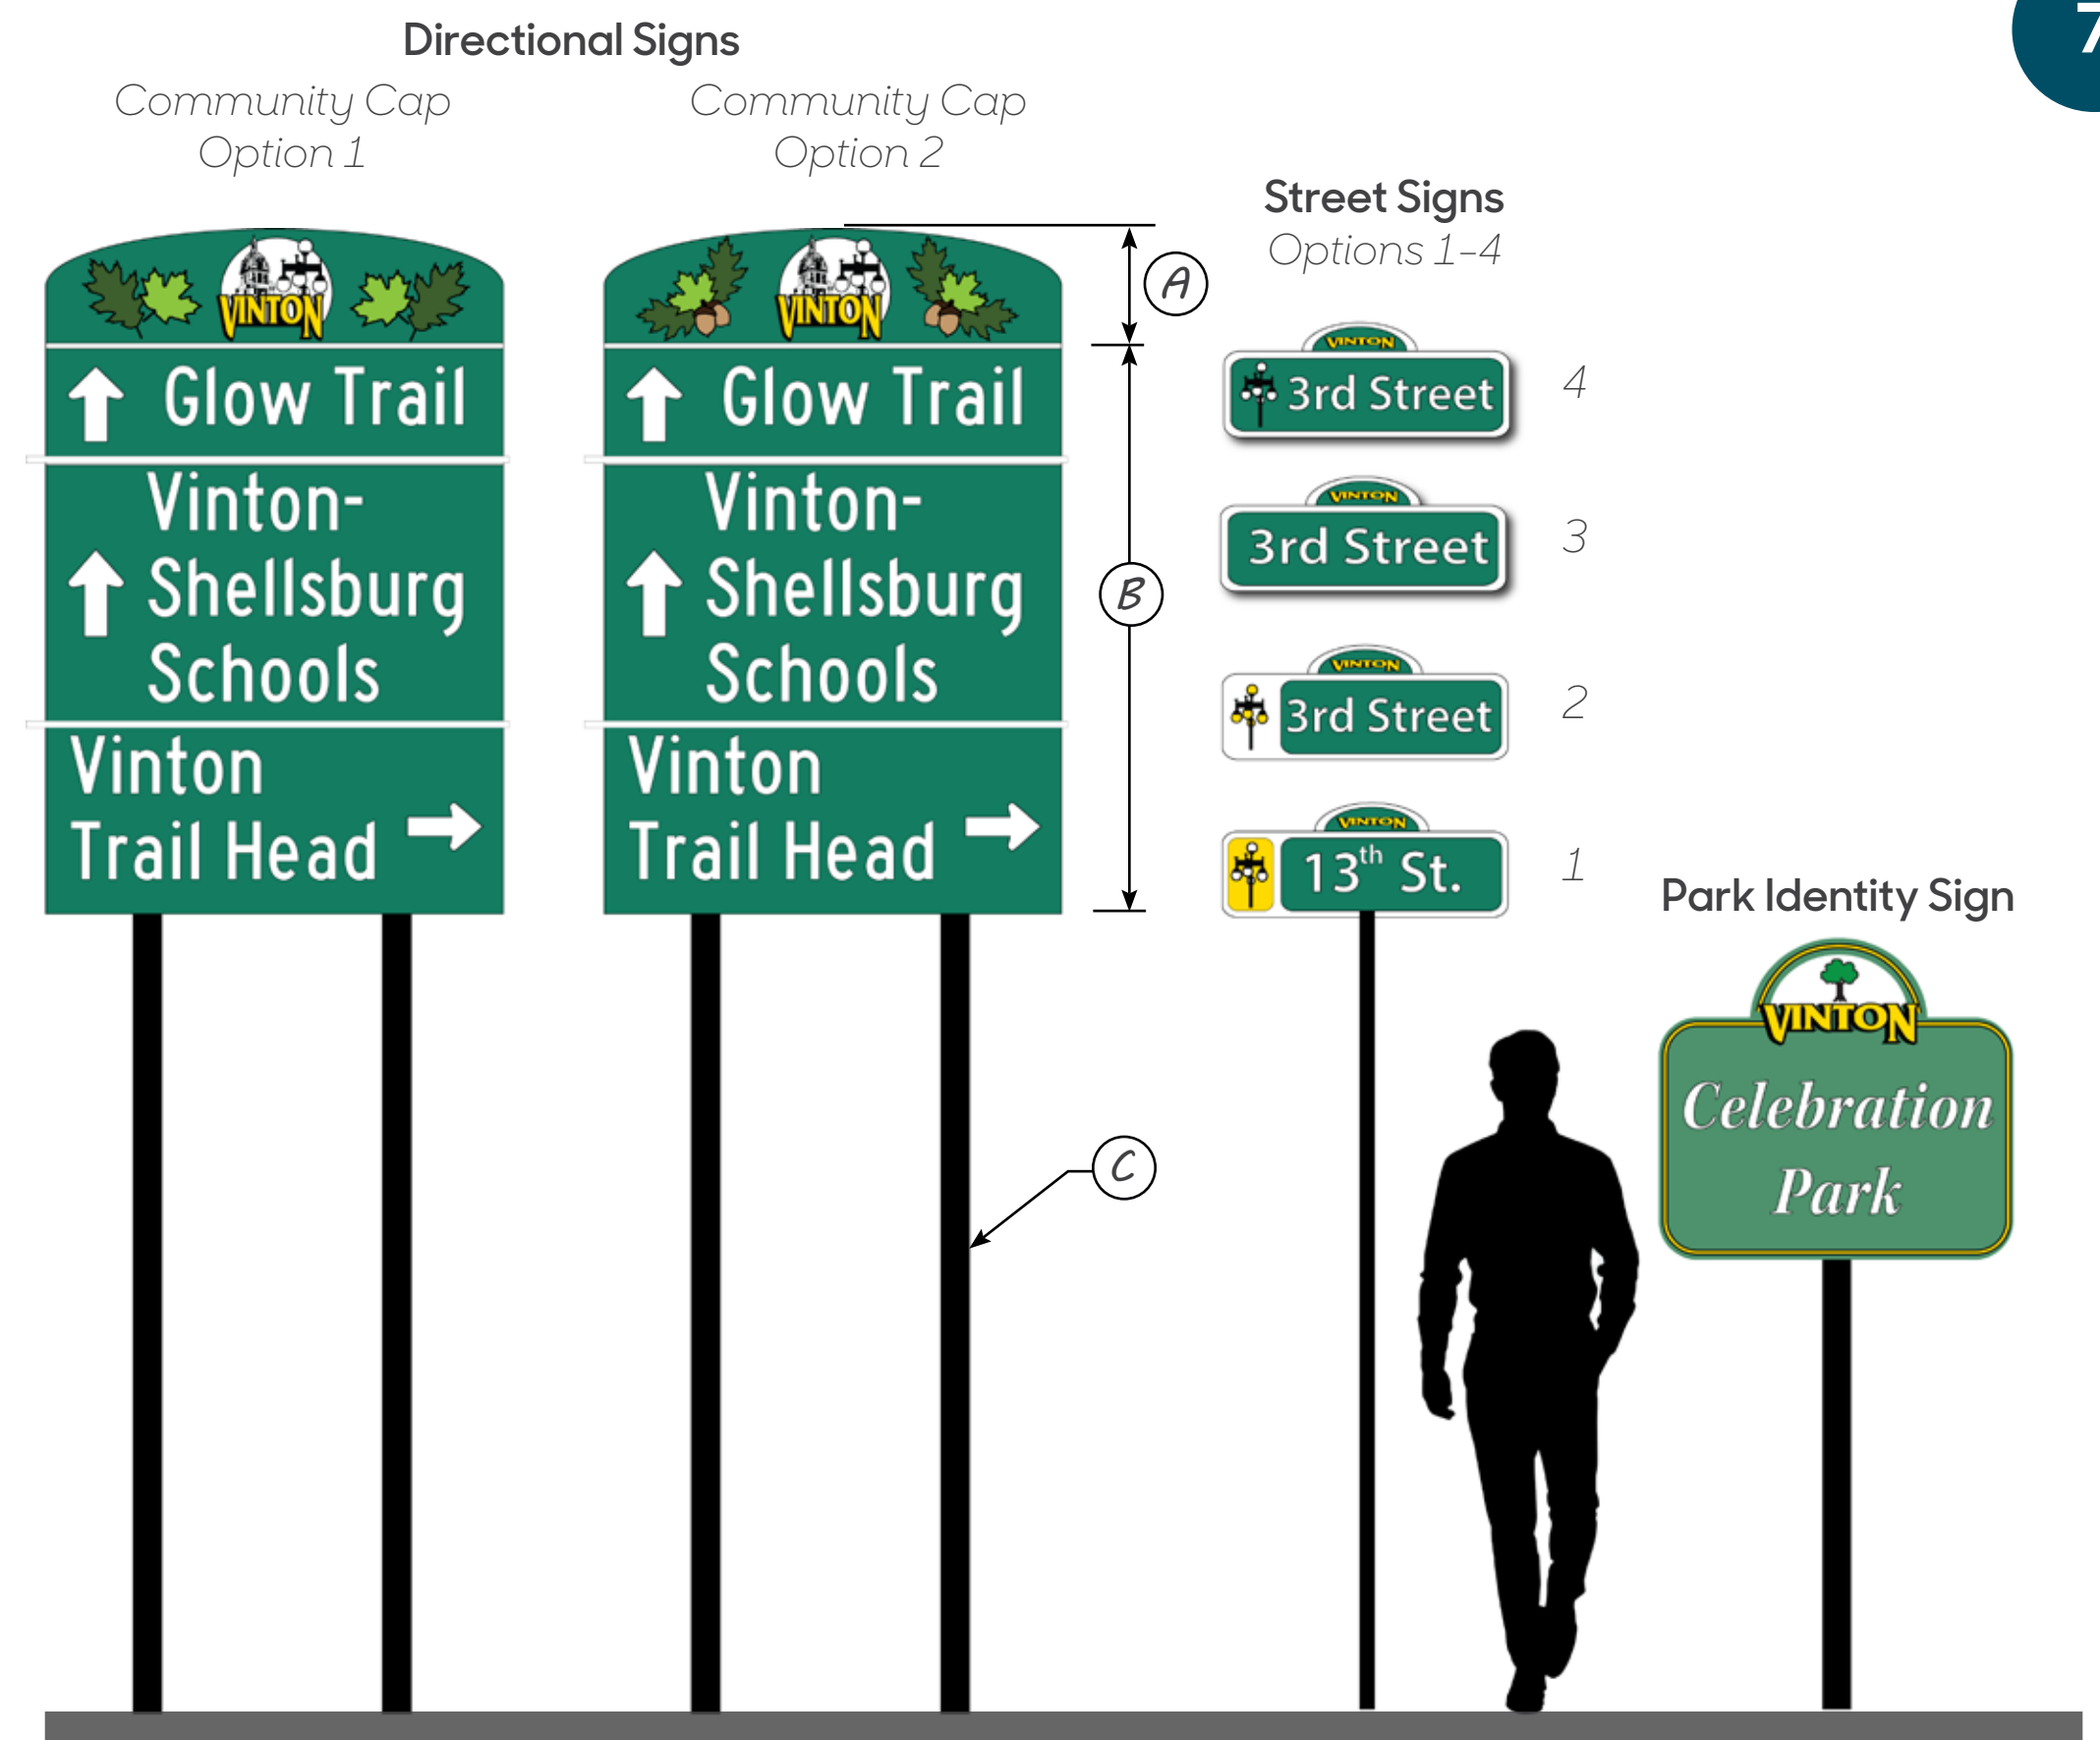 7
Directional Signs
Community Cap
Option 1
Community Cap
Option 2
VINTON
Glow Trail
Vinton-
Shellsburg
Schools
Vinton
Trail Head
VINTON
Glow Trail
Vinton-
Shellsburg
Schools
Vinton
Trail Head
A
B
C
Street Signs
Options 1-4
VINTON
3rd Street
4
VINTON
3rd Street
3
VINTON
3rd Street
2
VINTON
13th St.
1
Park Identity Sign
VINTON
Celebration
Park